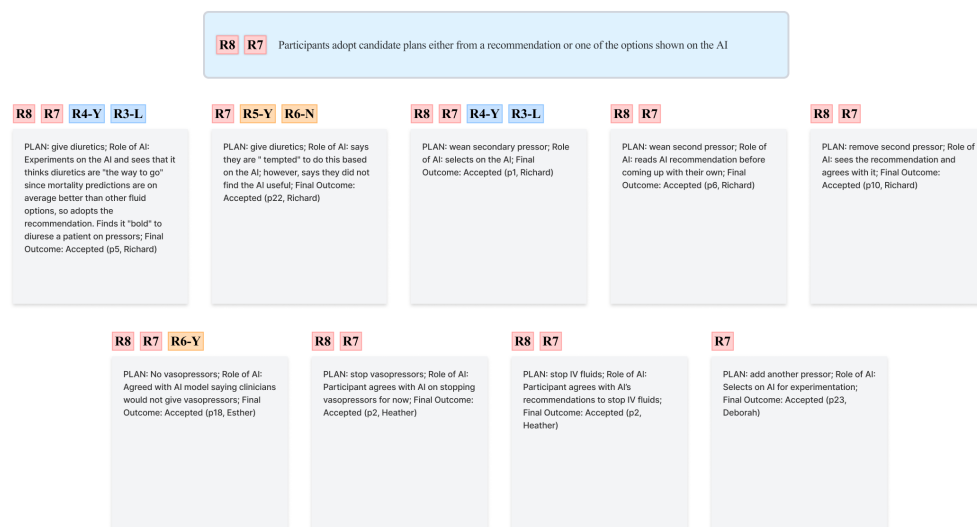 R8 R7 Participants adopt candidate plans either from a recommendation or one of the options shown on the AI
R8 R7 R4-Y R3-L
PLAN: give diuretics; Role of AI:
Experiments on the AI and sees that it
thinks diuretics are "the way to go"
since mortality predictions are on
average better than other fluid
options, so adopts the
recommendation. Finds it "bold" to
diurese a patient on pressors; Final
Outcome: Accepted (p5, Richard)
R7 R5-Y R6-N
PLAN: give diuretics; Role of AI: says
they are " tempted" to do this based
on the AI; however, says they did not
find the AI useful; Final Outcome:
Accepted (p22, Richard)
R8 R7 R4-Y R3-L
PLAN: wean secondary pressor; Role
of AI: selects on the AI; Final
Outcome: Accepted (p1, Richard)
R8 R7
PLAN: wean second pressor; Role of
AI: reads AI recommendation before
coming up with their own; Final
Outcome: Accepted (p6, Richard)
R8 R7
PLAN: remove second pressor; Role of
AI: sees the recommendation and
agrees with it; Final Outcome:
Accepted (p10, Richard)
R8 R7 R6-Y
PLAN: No vasopressors; Role of AI:
Agreed with AI model saying clinicians
would not give vasopressors; Final
Outcome: Accepted (p18, Esther)
R8 R7
PLAN: stop vasopressors; Role of AI:
Participant agrees with AI on stopping
vasopressors for now; Final Outcome:
Accepted (p2, Heather)
R8 R7
PLAN: stop IV fluids; Role of AI:
Participant agrees with AI's
recommendations to stop IV fluids;
Final Outcome: Accepted (p2,
Heather)
R7
PLAN: add another pressor; Role of AI:
Selects on AI for experimentation;
Final Outcome: Accepted (p23,
Deborah)